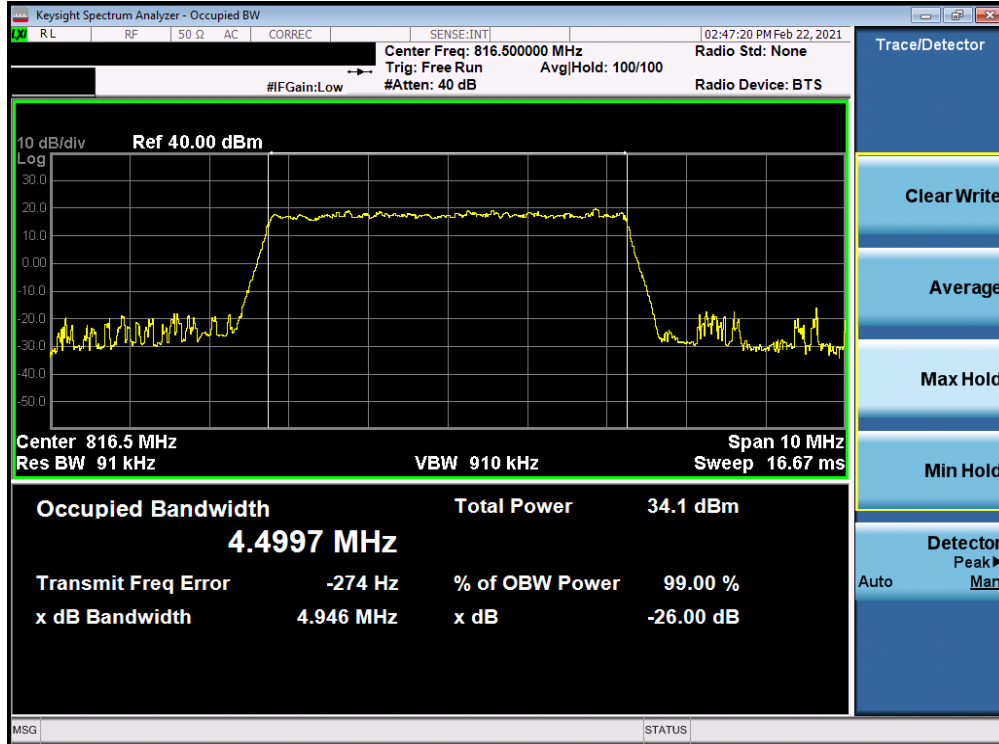 Keysight Spectrum Analyzer - Occupied BW
LXI RL RF 50 Ω AC CORREC SENSE:INT 02:47:20 PM Feb 22, 2021
Center Freq: 816.500000 MHz Radio Std: None
Trig: Free Run Avg|Hold: 100/100
#IFGain:Low #Atten: 40 dB Radio Device: BTS
10 dB/div Ref 40.00 dBm
Log
30.0
20.0
10.0
0.00
-10.0
-20.0
-30.0
-40.0
-50.0
Center 816.5 MHz Span 10 MHz
Res BW 91 kHz VBW 910 kHz Sweep 16.67 ms
Occupied Bandwidth Total Power 34.1 dBm
4.4997 MHz
Transmit Freq Error -274 Hz % of OBW Power 99.00 %
x dB Bandwidth 4.946 MHz x dB -26.00 dB
MSG STATUS
Trace/Detector
Clear Write
Average
Max Hold
Min Hold
Detector
Peak▶
Auto Man